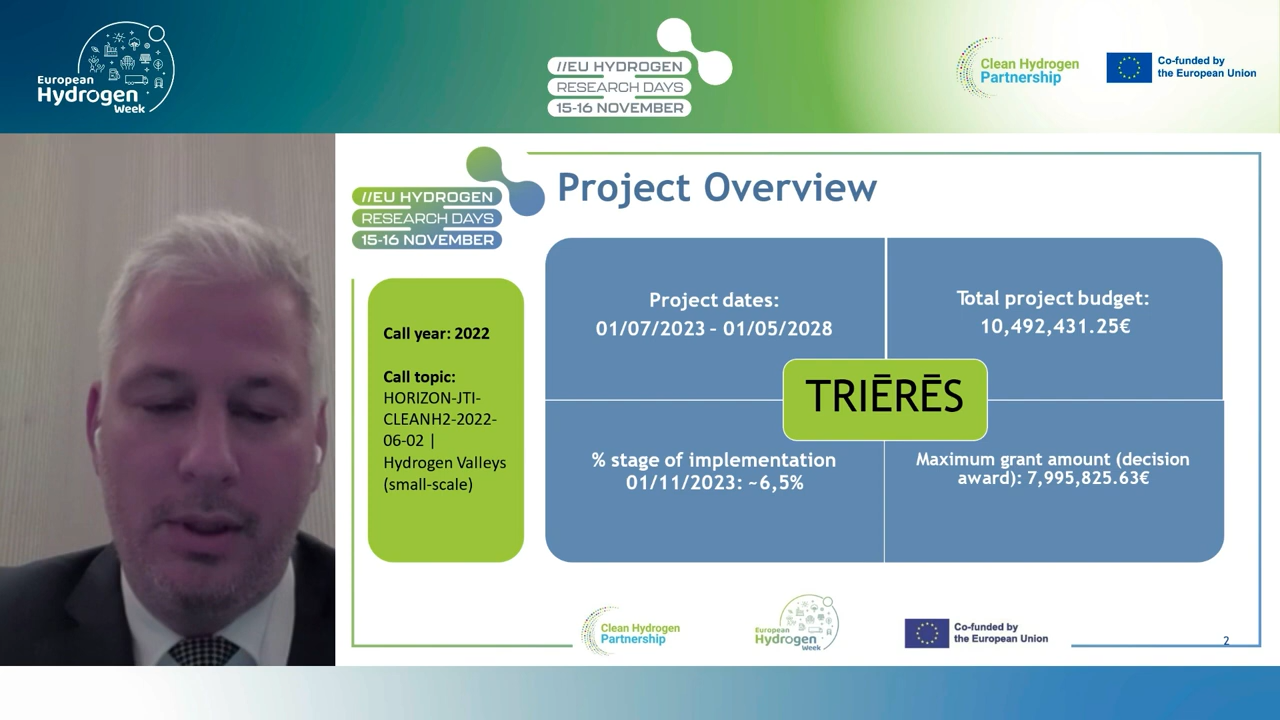 European
Hydrogen
Week
//EU HYDROGEN
RESEARCH DAYS
15-16 NOVEMBER
Clean Hydrogen
Partnership
Co-funded by
the European Union
//EU HYDROGEN
RESEARCH DAYS
15-16 NOVEMBER
Project Overview
Call year: 2022
Call topic:
HORIZON-JTI-
CLEANH2-2022-
06-02 |
Hydrogen Valleys
(small-scale)
Project dates:
01/07/2023 – 01/05/2028
Total project budget:
10,492,431.25€
TRIĒRĒS
% stage of implementation
01/11/2023: ~6,5%
Maximum grant amount (decision
award): 7,995,825.63€
Clean Hydrogen
Partnership
European
Hydrogen
Week
Co-funded by
the European Union
2